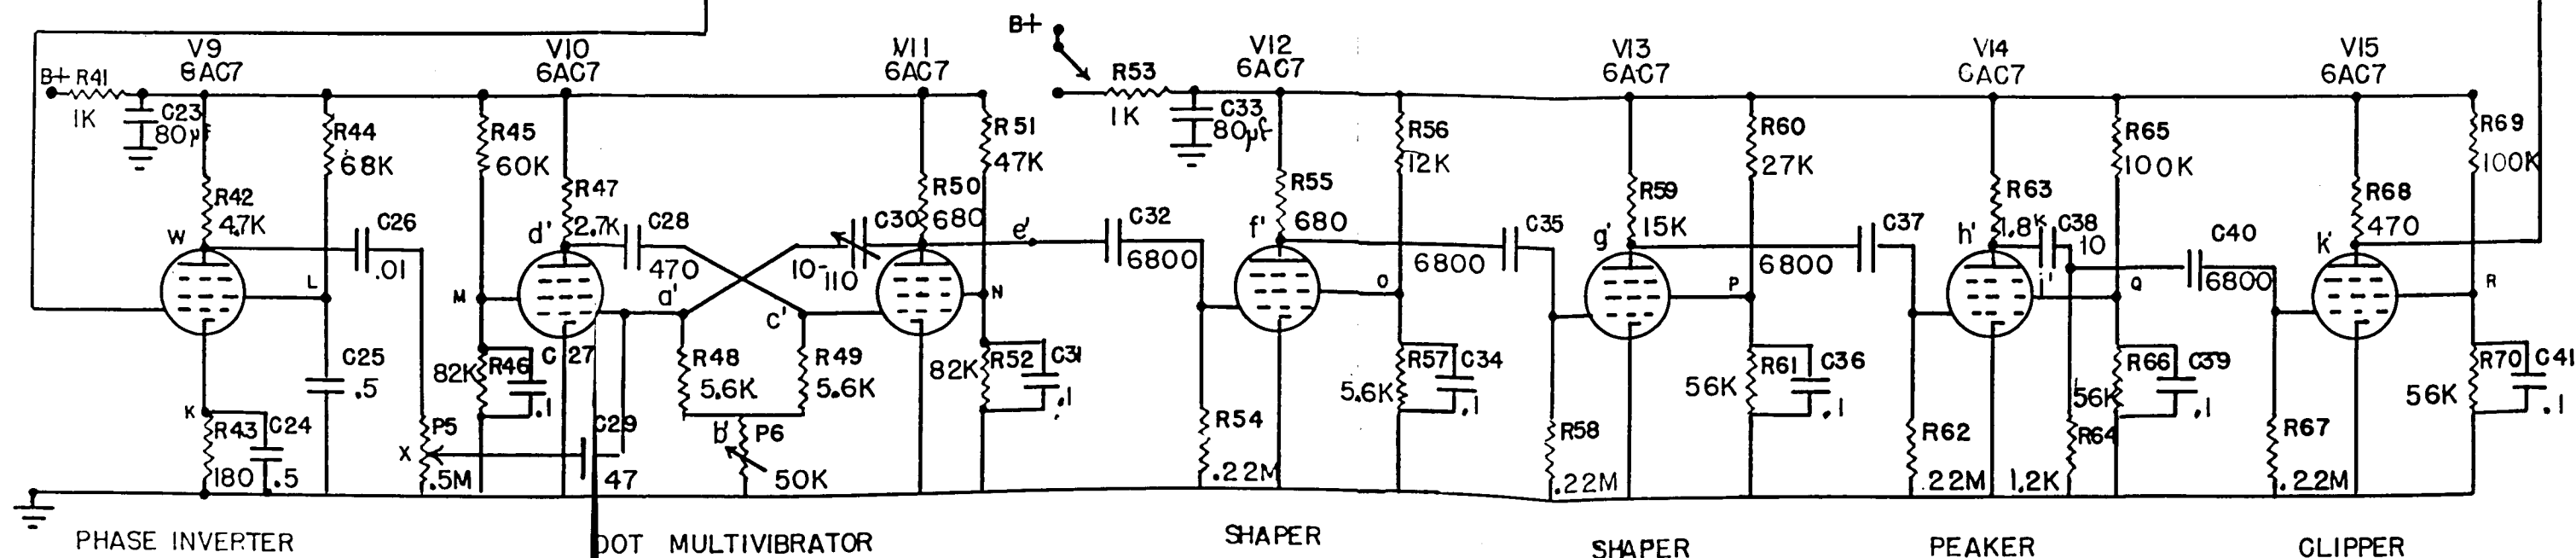 B+
V9
6AC7
V10
6AC7
V11
6AC7
V12
6AC7
V13
6AC7
V14
6AC7
V15
6AC7
B+ R41
1K
C23
80μf
R44
68K
R45
60K
R51
47K
R53
1K
C33
80μf
R56
12K
R60
27K
R65
100K
R69
100K
R42
4.7K
W
C26
.01
R47
2.7K
d'
C28
470
C30
10-110
R50
680
e'
C32
6800
R55
680
f'
C35
6800
R59
15K
g'
C37
6800
R63
1.8K
h'
C38
10
i'
C40
6800
R68
470
k'
L
M
a'
c'
N
O
P
Q
R
C25
.5
R46
82K
C27
.1
R48
5.6K
R49
5.6K
R52
82K
C31
.1
R57
5.6K
C34
.1
R61
56K
C36
.1
R66
56K
C39
.1
R70
56K
C41
.1
K
R43
180
C24
.5
P5
.5M
X
C29
47
b'
P6
50K
R54
.22M
R58
.22M
R62
.22M
R64
1.2K
R67
.22M
PHASE INVERTER
DOT MULTIVIBRATOR
SHAPER
SHAPER
PEAKER
CLIPPER